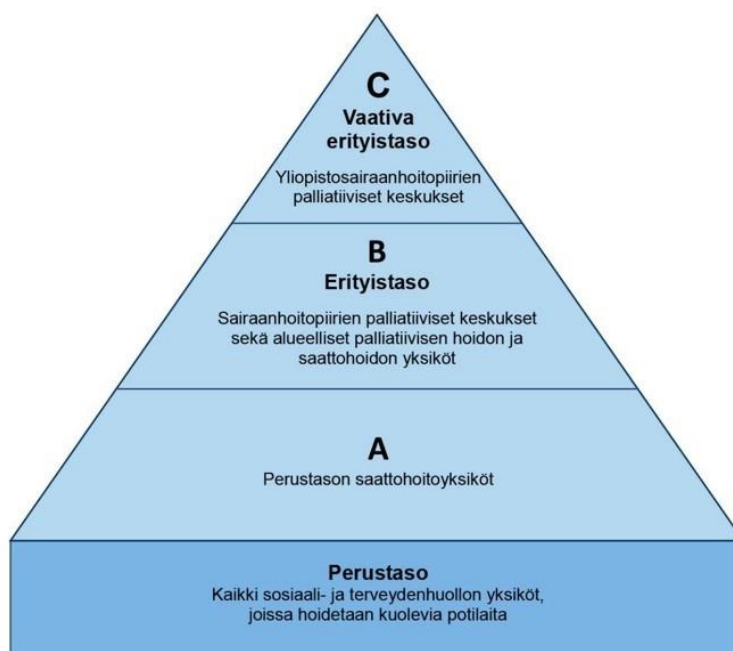 C
Vaativa
erityistaso
Yliopistosairaanhoitopiirien
palliatiiviset keskukset
B
Erityistaso
Sairaanhoitopiirien palliatiiviset keskukset
sekä alueelliset palliatiivisen hoidon ja
saattohoidon yksiköt
A
Perustason saattohoitoyksiköt
Perustaso
Kaikki sosiaali- ja terveydenhuollon yksiköt,
joissa hoidetaan kuolevia potilaita